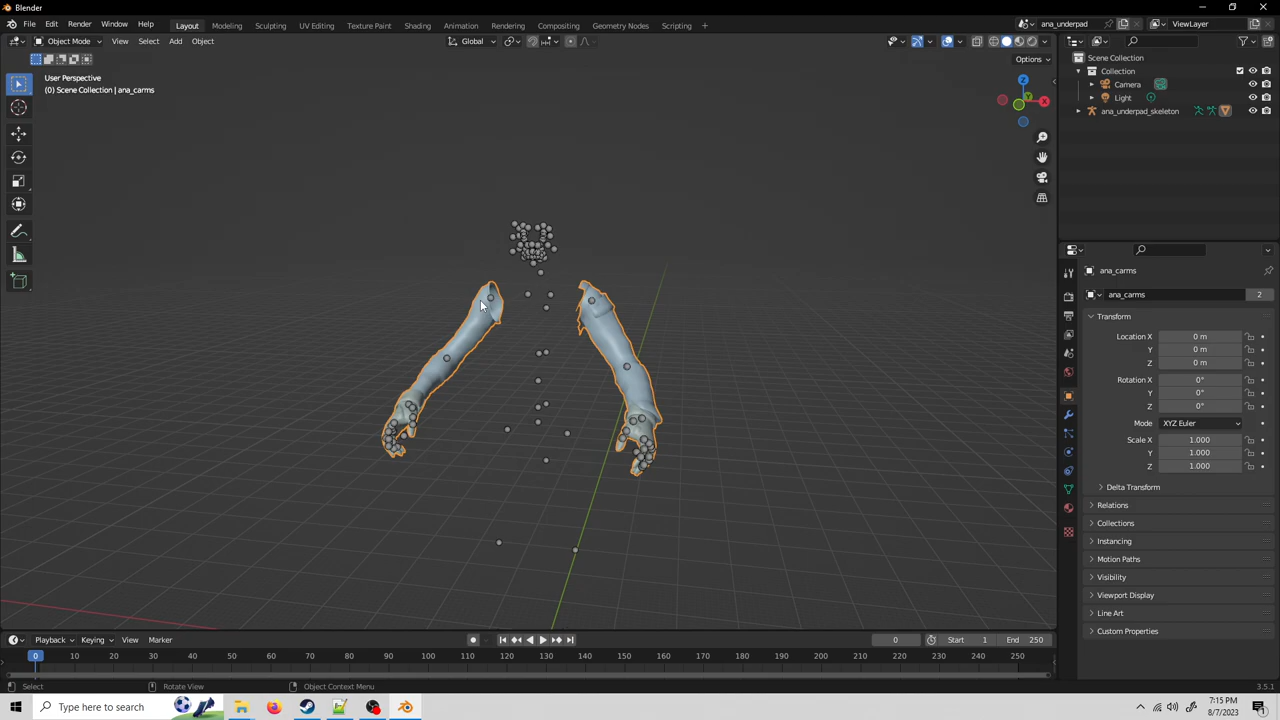 Blender
File Edit Render Window Help
Layout Modeling Sculpting UV Editing Texture Paint Shading Animation Rendering Compositing Geometry Nodes Scripting +
ana_underpad
ViewLayer
Object Mode View Select Add Object
Global
Options
User Perspective
(0) Scene Collection | ana_carms
Z
Y
X
Scene Collection
Collection
Camera
Light
ana_underpad_skeleton
ana_carms
ana_carms 2
Transform
Location X 0 m
Y 0 m
Z 0 m
Rotation X 0°
Y 0°
Z 0°
Mode XYZ Euler
Scale X 1.000
Y 1.000
Z 1.000
Delta Transform
Relations
Collections
Instancing
Motion Paths
Visibility
Viewport Display
Line Art
Custom Properties
Playback Keying View Marker
0 Start 1 End 250
0 10 20 30 40 50 60 70 80 90 100 110 120 130 140 150 160 170 180 190 200 210 220 230 240 250
Select Rotate View Object Context Menu
3.5.1
Type here to search
7:15 PM
8/7/2023
1